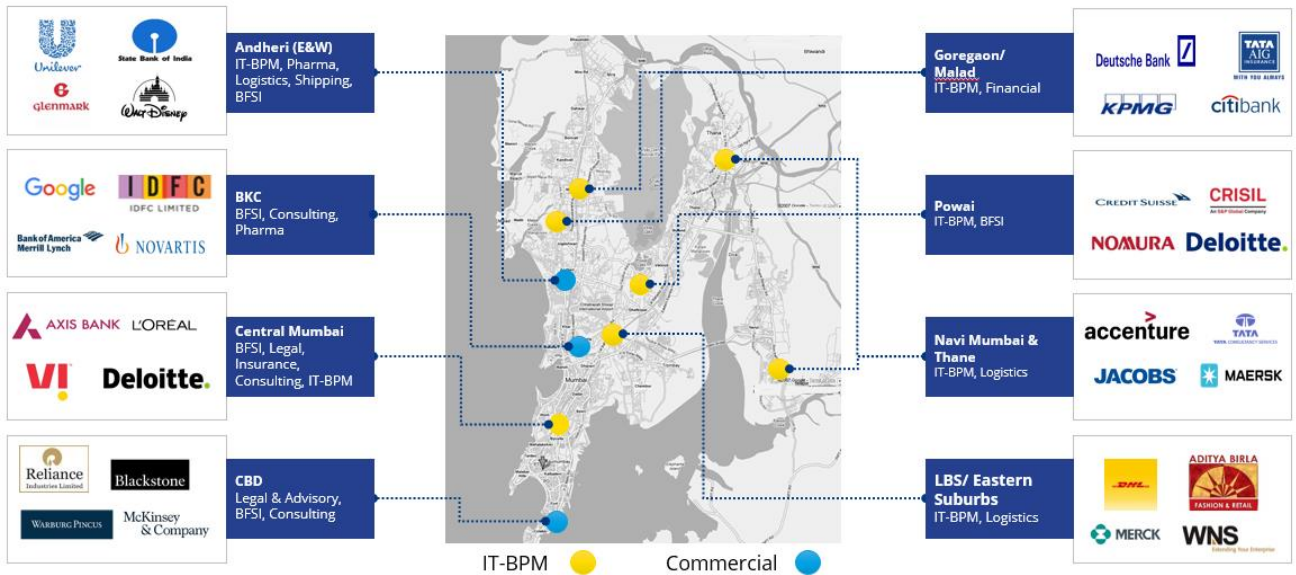 Unilever
State Bank of India
glenmark
WALT DISNEY
Andheri (E&W)
IT-BPM, Pharma,
Logistics, Shipping,
BFSI
Google
IDFC
IDFC LIMITED
Bank of America
Merrill Lynch
NOVARTIS
BKC
BFSI, Consulting,
Pharma
AXIS BANK
L'ORÉAL
VI
Deloitte.
Central Mumbai
BFSI, Legal,
Insurance,
Consulting, IT-BPM
Reliance
Industries Limited
Blackstone
WARBURG PINCUS
McKinsey
& Company
CBD
Legal & Advisory,
BFSI, Consulting
Thana
Mumbai
Goregaon/
Malad
IT-BPM, Financial
Deutsche Bank
TATA
AIG
INSURANCE
WITH YOU ALWAYS
KPMG
citibank
Powai
IT-BPM, BFSI
CREDIT SUISSE
CRISIL
An S&P Global Company
NOMURA
Deloitte.
Navi Mumbai &
Thane
IT-BPM, Logistics
accenture
TATA
TATA CONSULTANCY SERVICES
JACOBS
MAERSK
LBS/ Eastern
Suburbs
IT-BPM, Logistics
DHL
ADITYA BIRLA
FASHION & RETAIL
MERCK
WNS
Extending Your Enterprise
IT-BPM
Commercial